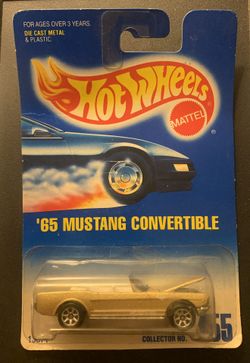 FOR AGES OVER 3 YEARS.
DIE CAST METAL
& PLASTIC.
Hot Wheels
MATTEL
'65 MUSTANG CONVERTIBLE
COLLECTOR NO.